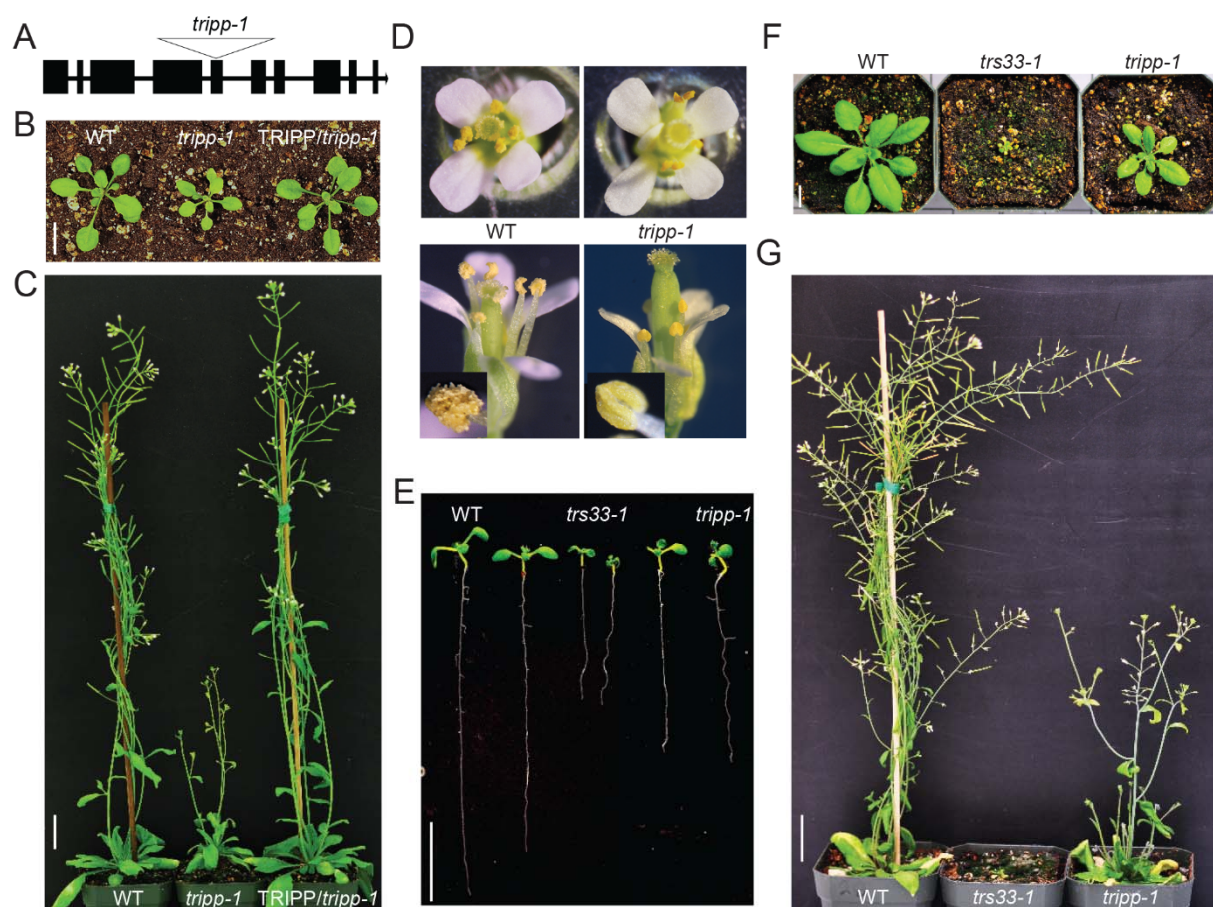 A
tripp-1
B
WT tripp-1 TRIPP/tripp-1
C
WT tripp-1 TRIPP/tripp-1
D
WT tripp-1
E
WT trs33-1 tripp-1
F
WT trs33-1 tripp-1
G
WT trs33-1 tripp-1